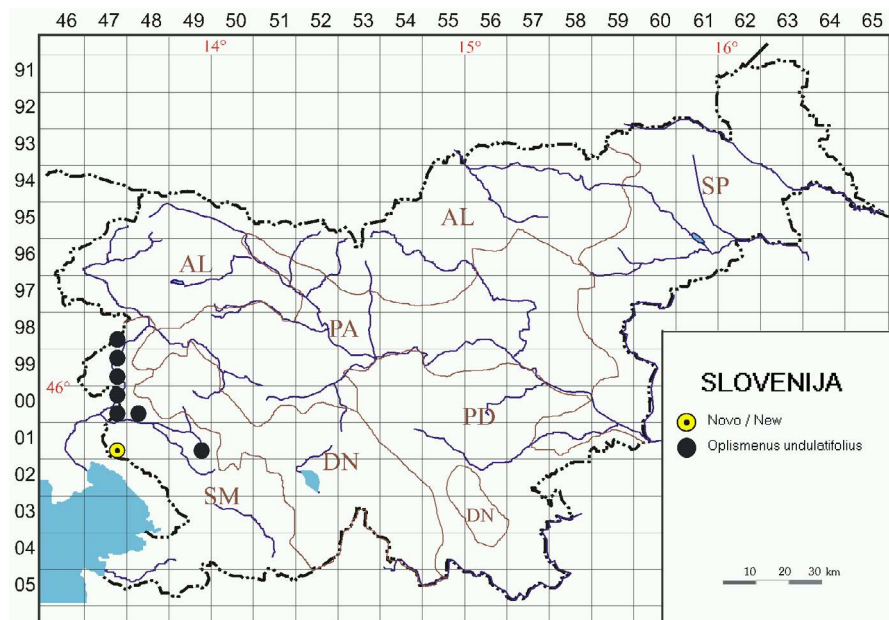 46 47 48 49 50 51 52 53 54 55 56 57 58 59 60 61 62 63 64 65
14° 15° 16°
91
92
93
94
95
96
97
98
99
46°
00
01
02
03
04
05
SP
AL
AL
PA
PD
DN
SM
DN
SLOVENIJA
Novo / New
Oplismenus undulatifolius
10 20 30 km